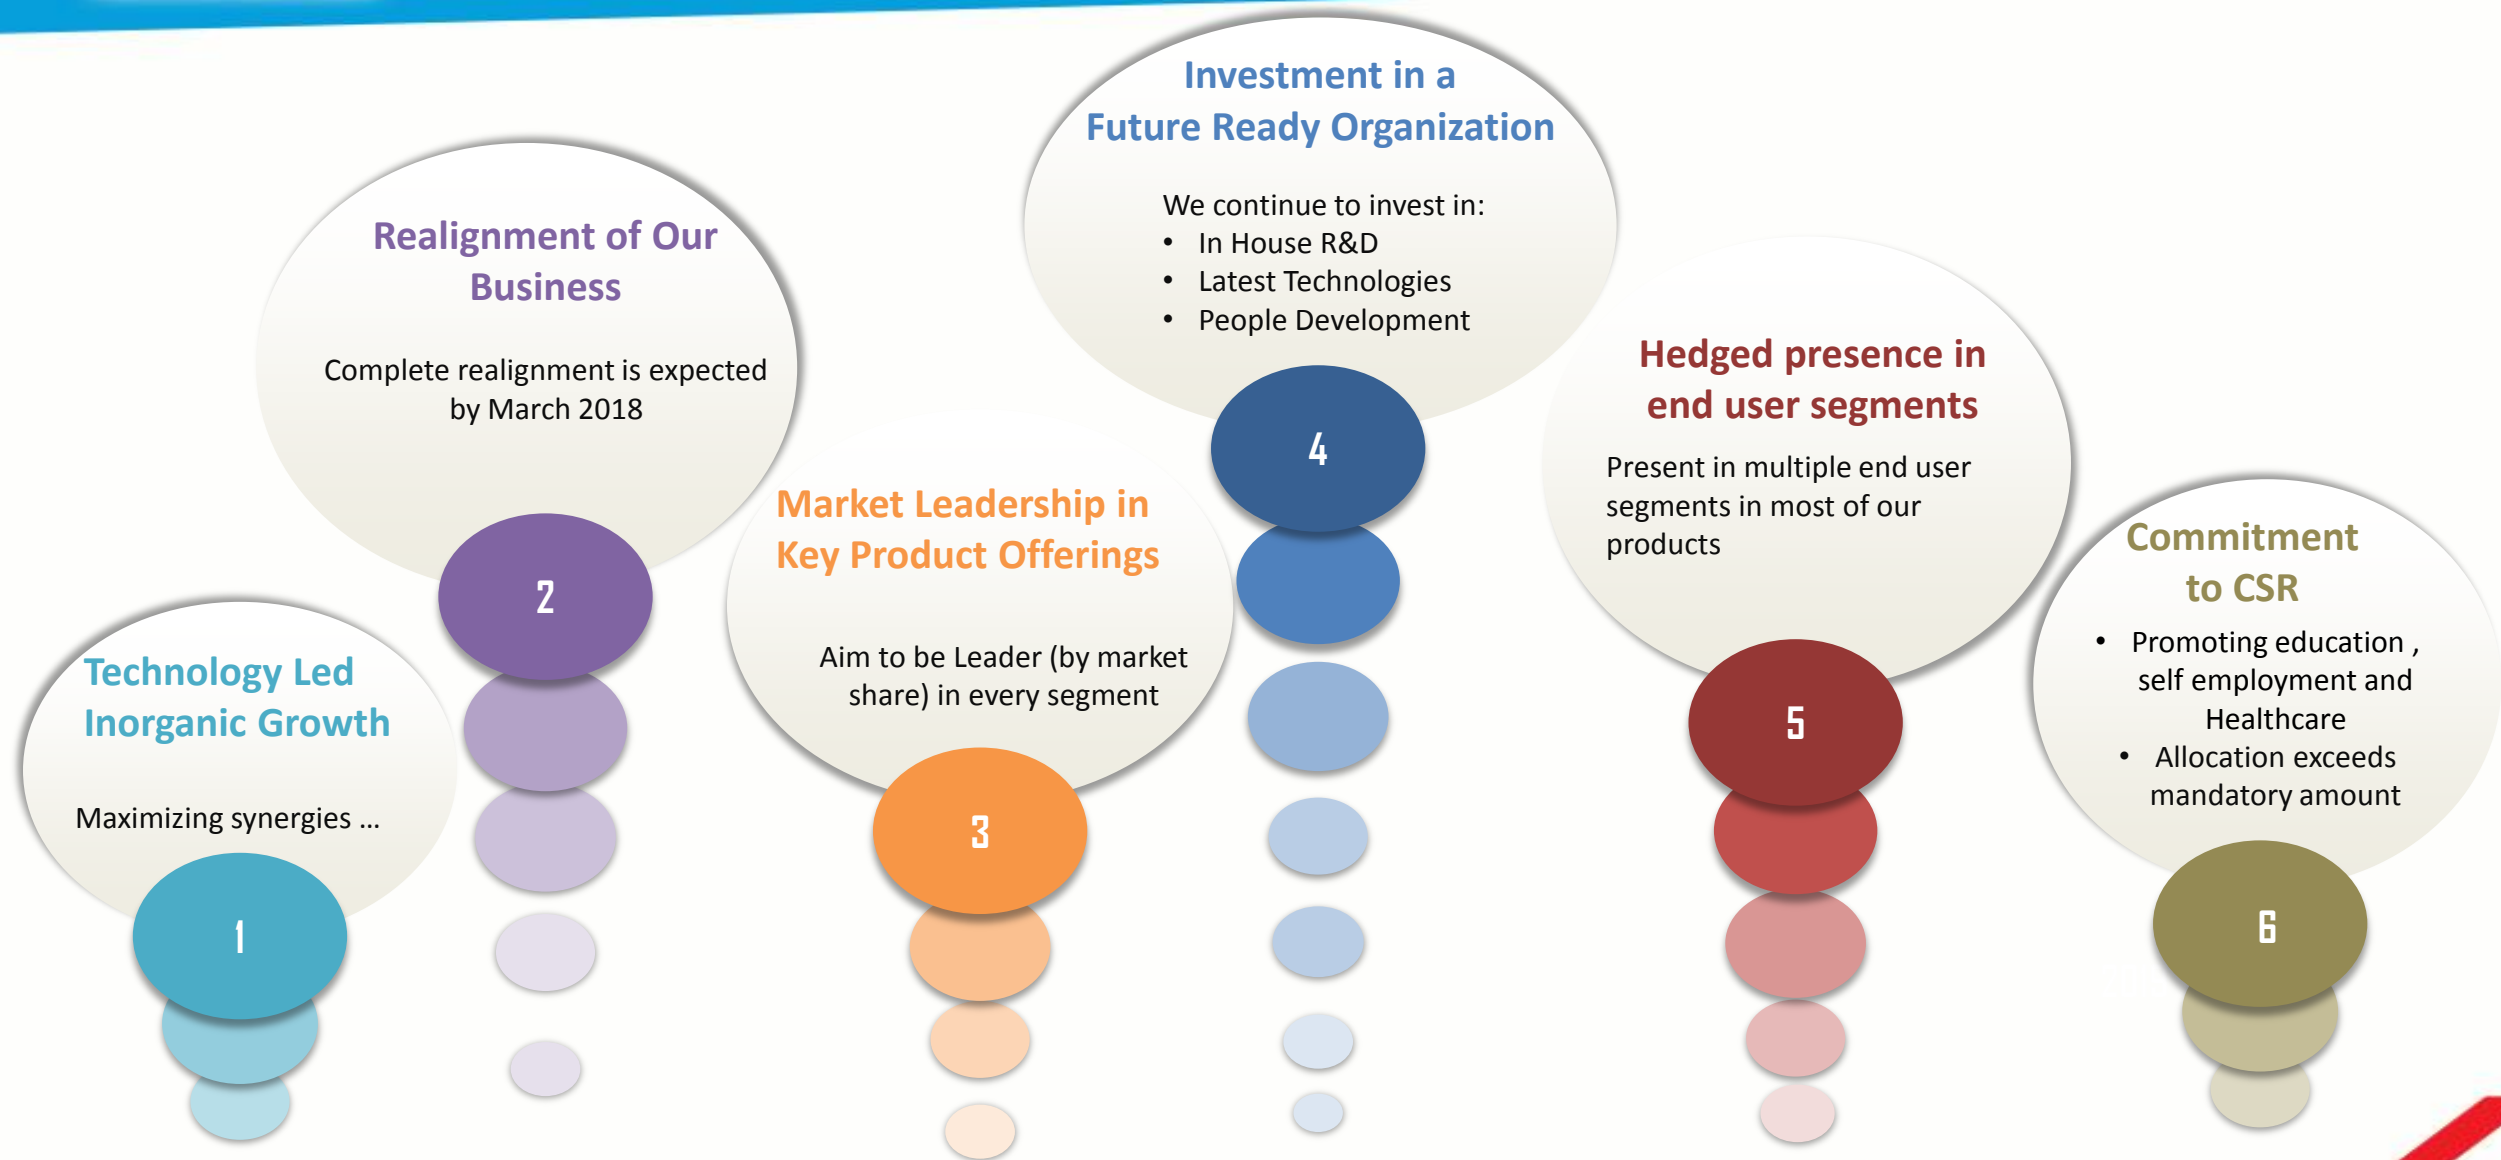 Technology Led
Inorganic Growth
Maximizing synergies ...
1
Realignment of Our
Business
Complete realignment is expected
by March 2018
2
Market Leadership in
Key Product Offerings
Aim to be Leader (by market
share) in every segment
3
Investment in a
Future Ready Organization
We continue to invest in:
• In House R&D
• Latest Technologies
• People Development
4
Hedged presence in
end user segments
Present in multiple end user
segments in most of our
products
5
Commitment
to CSR
• Promoting education ,
self employment and
Healthcare
• Allocation exceeds
mandatory amount
6